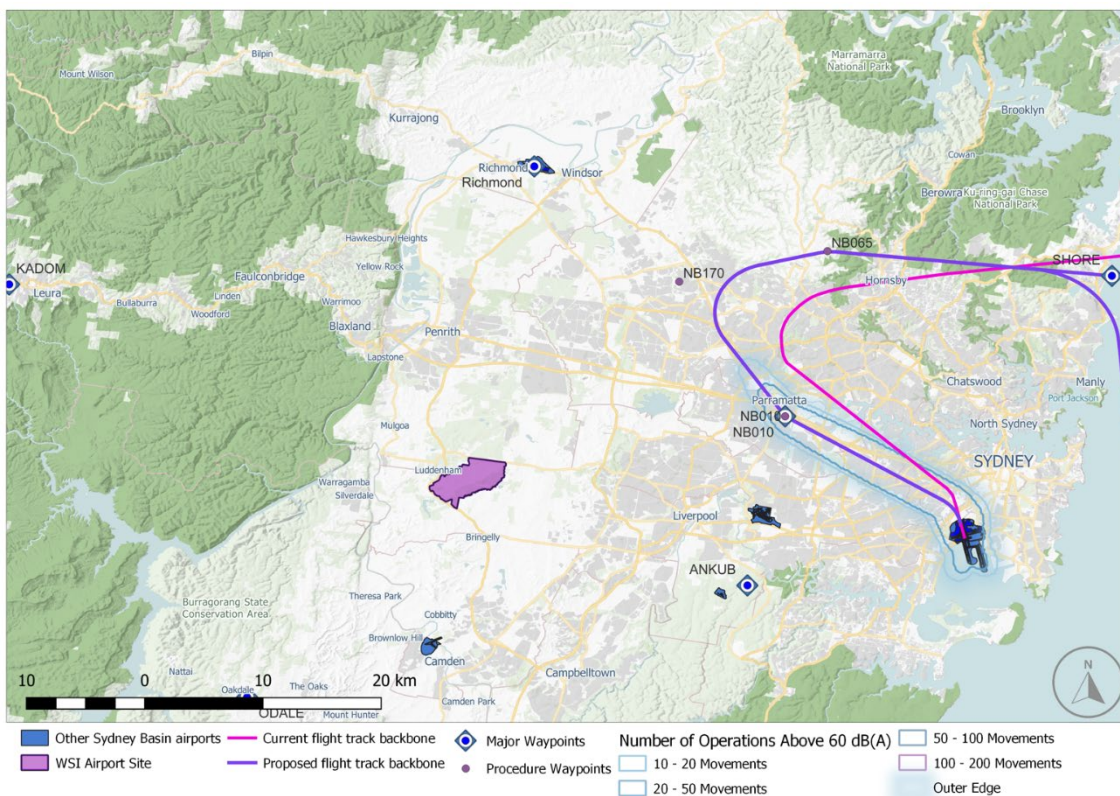 Bilpin
Mount Wilson
Marramarra
National Park
Brooklyn
Kurrajong
Cowan
Richmond
Windsor
Richmond
Berowra
Ku-ring-gai Chase
National Park
Hawkesbury Heights
NB065
KADOM
Yellow Rock
SHORE
Leura
Faulconbridge
NB170
Hornsby
Linden
Bullaburra
Warrimoo
Woodford
Blaxland
Penrith
Lapstone
Chatswood
Manly
Parramatta
Port Jackson
NB010
North Sydney
Mulgoa
NB010
SYDNEY
Luddenham
Warragamba
Silverdale
Liverpool
Bringelly
ANKUB
Theresa Park
Burragorang State
Conservation Area
Cobbitty
Brownlow Hill
Camden
Nattai
Campbelltown
N
10 0 10 20 km
Oakdale
The Oaks
Camden Park
ODALE
Mount Hunter
Other Sydney Basin airports
Current flight track backbone
Major Waypoints
Number of Operations Above 60 dB(A)
50 - 100 Movements
WSI Airport Site
Proposed flight track backbone
Procedure Waypoints
10 - 20 Movements
100 - 200 Movements
20 - 50 Movements
Outer Edge